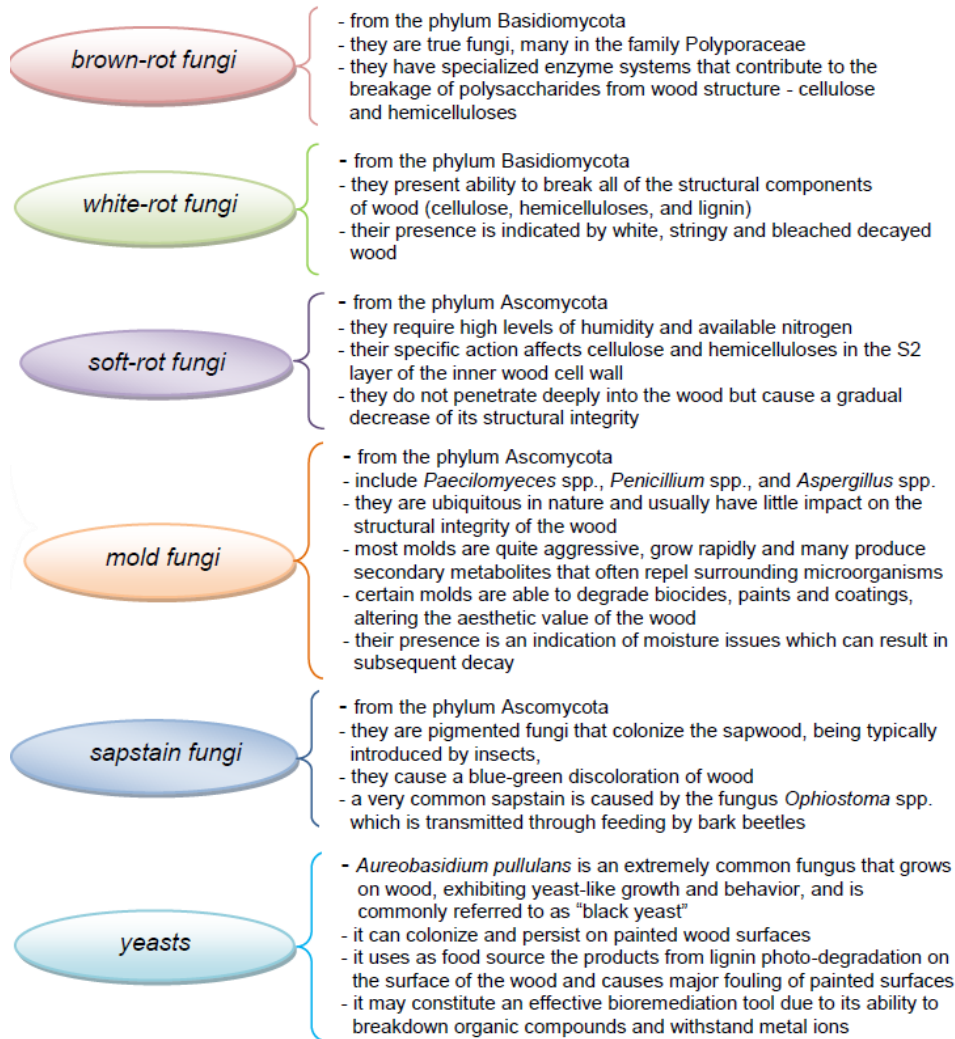 brown-rot fungi
- from the phylum Basidiomycota
- they are true fungi, many in the family Polyporaceae
- they have specialized enzyme systems that contribute to the
breakage of polysaccharides from wood structure - cellulose
and hemicelluloses
white-rot fungi
- from the phylum Basidiomycota
- they present ability to break all of the structural components
of wood (cellulose, hemicelluloses, and lignin)
- their presence is indicated by white, stringy and bleached decayed
wood
soft-rot fungi
- from the phylum Ascomycota
- they require high levels of humidity and available nitrogen
- their specific action affects cellulose and hemicelluloses in the S2
layer of the inner wood cell wall
- they do not penetrate deeply into the wood but cause a gradual
decrease of its structural integrity
mold fungi
- from the phylum Ascomycota
- include Paecilomyeces spp., Penicillium spp., and Aspergillus spp.
- they are ubiquitous in nature and usually have little impact on the
structural integrity of the wood
- most molds are quite aggressive, grow rapidly and many produce
secondary metabolites that often repel surrounding microorganisms
- certain molds are able to degrade biocides, paints and coatings,
altering the aesthetic value of the wood
- their presence is an indication of moisture issues which can result in
subsequent decay
sapstain fungi
- from the phylum Ascomycota
- they are pigmented fungi that colonize the sapwood, being typically
introduced by insects,
- they cause a blue-green discoloration of wood
- a very common sapstain is caused by the fungus Ophiostoma spp.
which is transmitted through feeding by bark beetles
yeasts
- Aureobasidium pullulans is an extremely common fungus that grows
on wood, exhibiting yeast-like growth and behavior, and is
commonly referred to as “black yeast”
- it can colonize and persist on painted wood surfaces
- it uses as food source the products from lignin photo-degradation on
the surface of the wood and causes major fouling of painted surfaces
- it may constitute an effective bioremediation tool due to its ability to
breakdown organic compounds and withstand metal ions